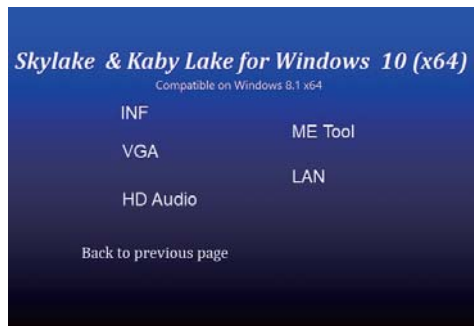 Skylake & Kaby Lake for Windows 10 (x64)
Compatible on Windows 8.1 x64
INF
VGA
HD Audio
ME Tool
LAN
Back to previous page